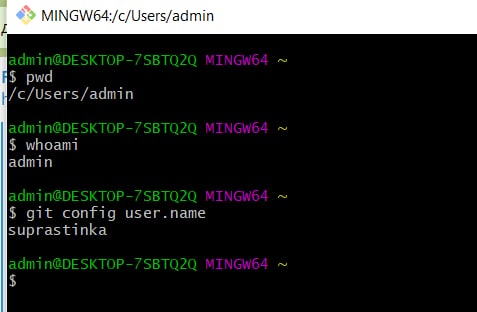 MINGW64:/c/Users/admin
admin@DESKTOP-7SBTQ2Q MINGW64 ~
$ pwd
/c/Users/admin
admin@DESKTOP-7SBTQ2Q MINGW64 ~
$ whoami
admin
admin@DESKTOP-7SBTQ2Q MINGW64 ~
$ git config user.name
suprastinka
admin@DESKTOP-7SBTQ2Q MINGW64 ~
$